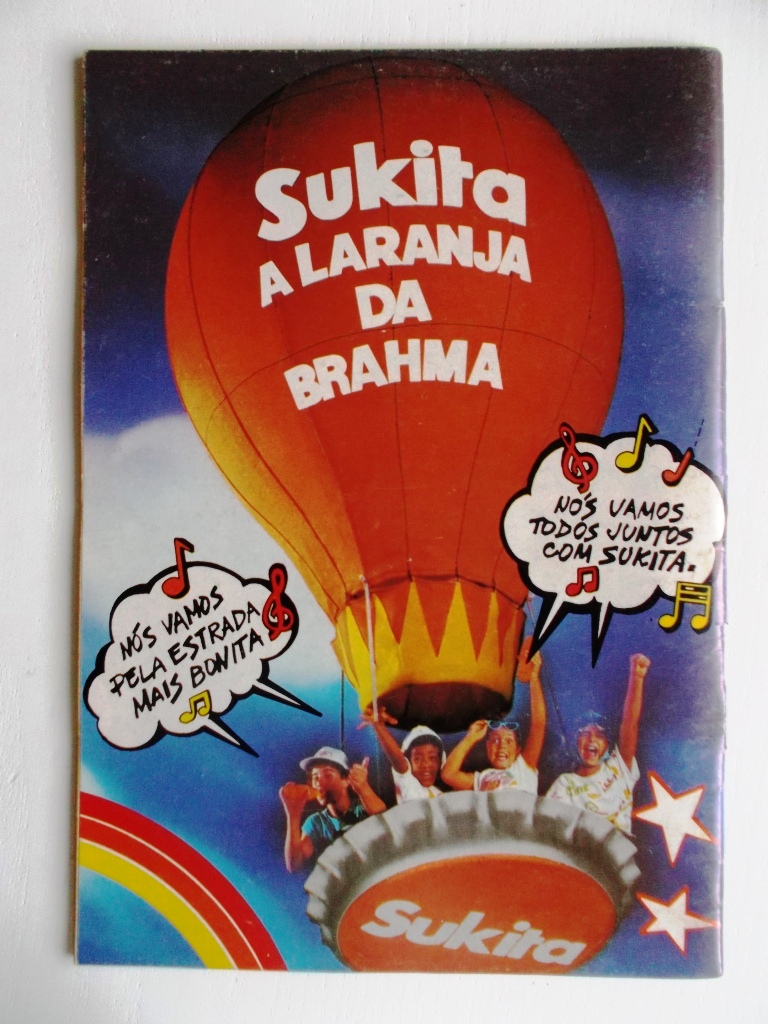 Sukita
A LARANJA
DA
BRAHMA
NÓS VAMOS
TODOS JUNTOS
COM SUKITA.
NÓS VAMOS
PELA ESTRADA
MAIS BONITA
Sukita